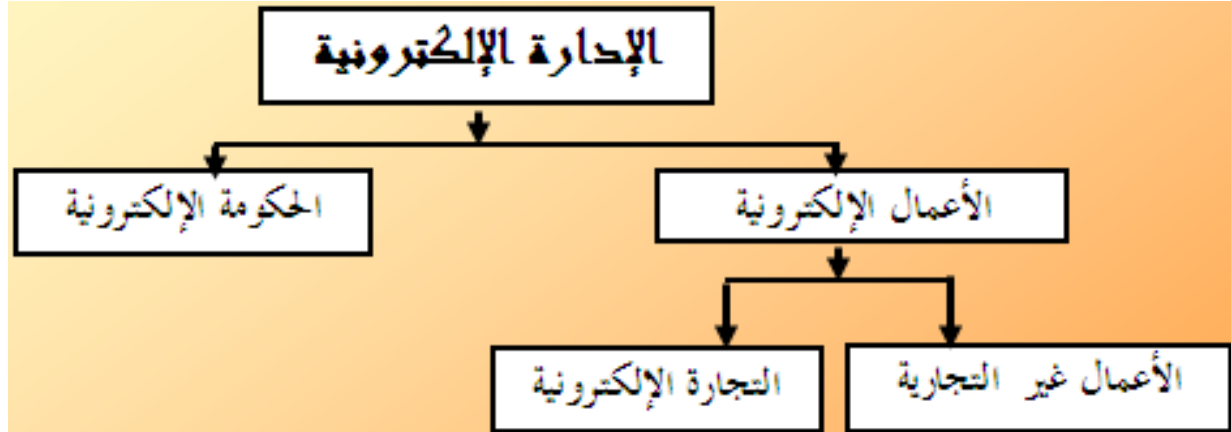 الإدارة الإلكترونية
الأعمال الإلكترونية
الحكومة الإلكترونية
الأعمال غير التجارية
التجارة الإلكترونية